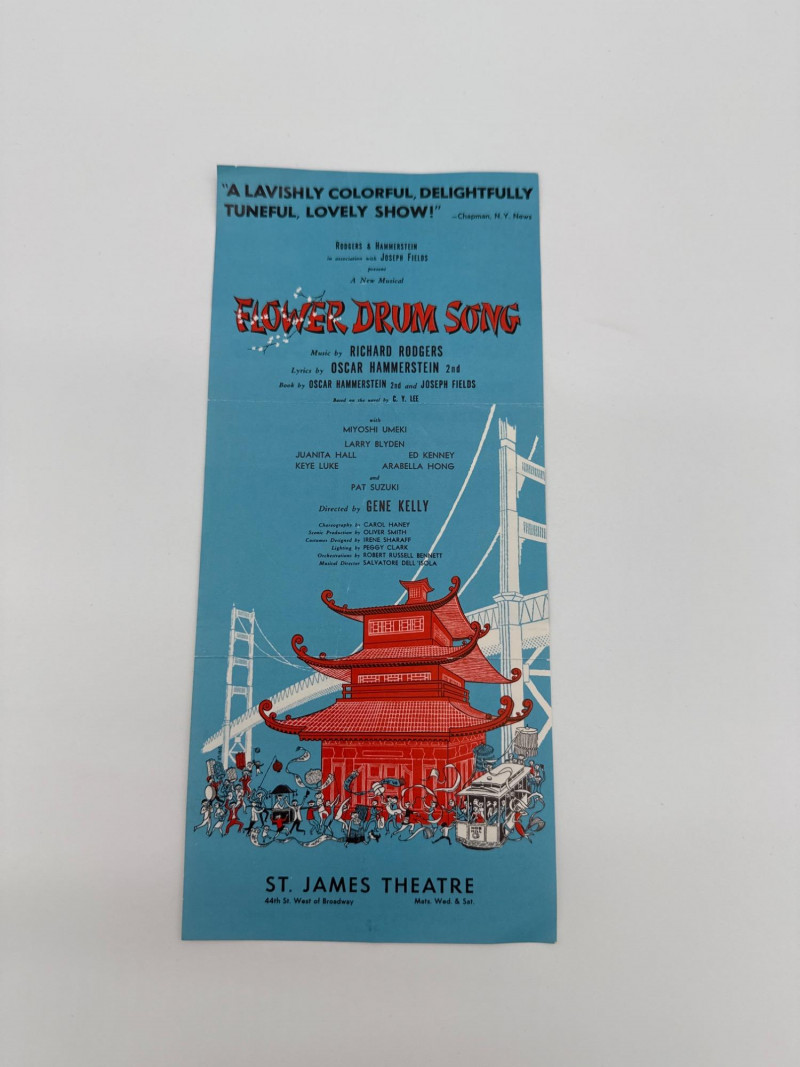 "A LAVISHLY COLORFUL, DELIGHTFULLY
TUNEFUL, LOVELY SHOW!" —Chapman, N. Y. News
RODGERS & HAMMERSTEIN
in association with JOSEPH FIELDS
present
A New Musical
FLOWER DRUM SONG
Music by RICHARD RODGERS
Lyrics by OSCAR HAMMERSTEIN 2nd
Book by OSCAR HAMMERSTEIN 2nd and JOSEPH FIELDS
Based on the novel by C. Y. LEE
with
MIYOSHI UMEKI
LARRY BLYDEN
JUANITA HALL ED KENNEY
KEYE LUKE ARABELLA HONG
and
PAT SUZUKI
Directed by GENE KELLY
Choreography by CAROL HANEY
Scenic Production by OLIVER SMITH
Costumes Designed by IRENE SHARAFF
Lighting by PEGGY CLARK
Orchestrations by ROBERT RUSSELL BENNETT
Musical Director SALVATORE DELL'ISOLA
ST. JAMES THEATRE
44th St. West of Broadway Mats. Wed. & Sat.